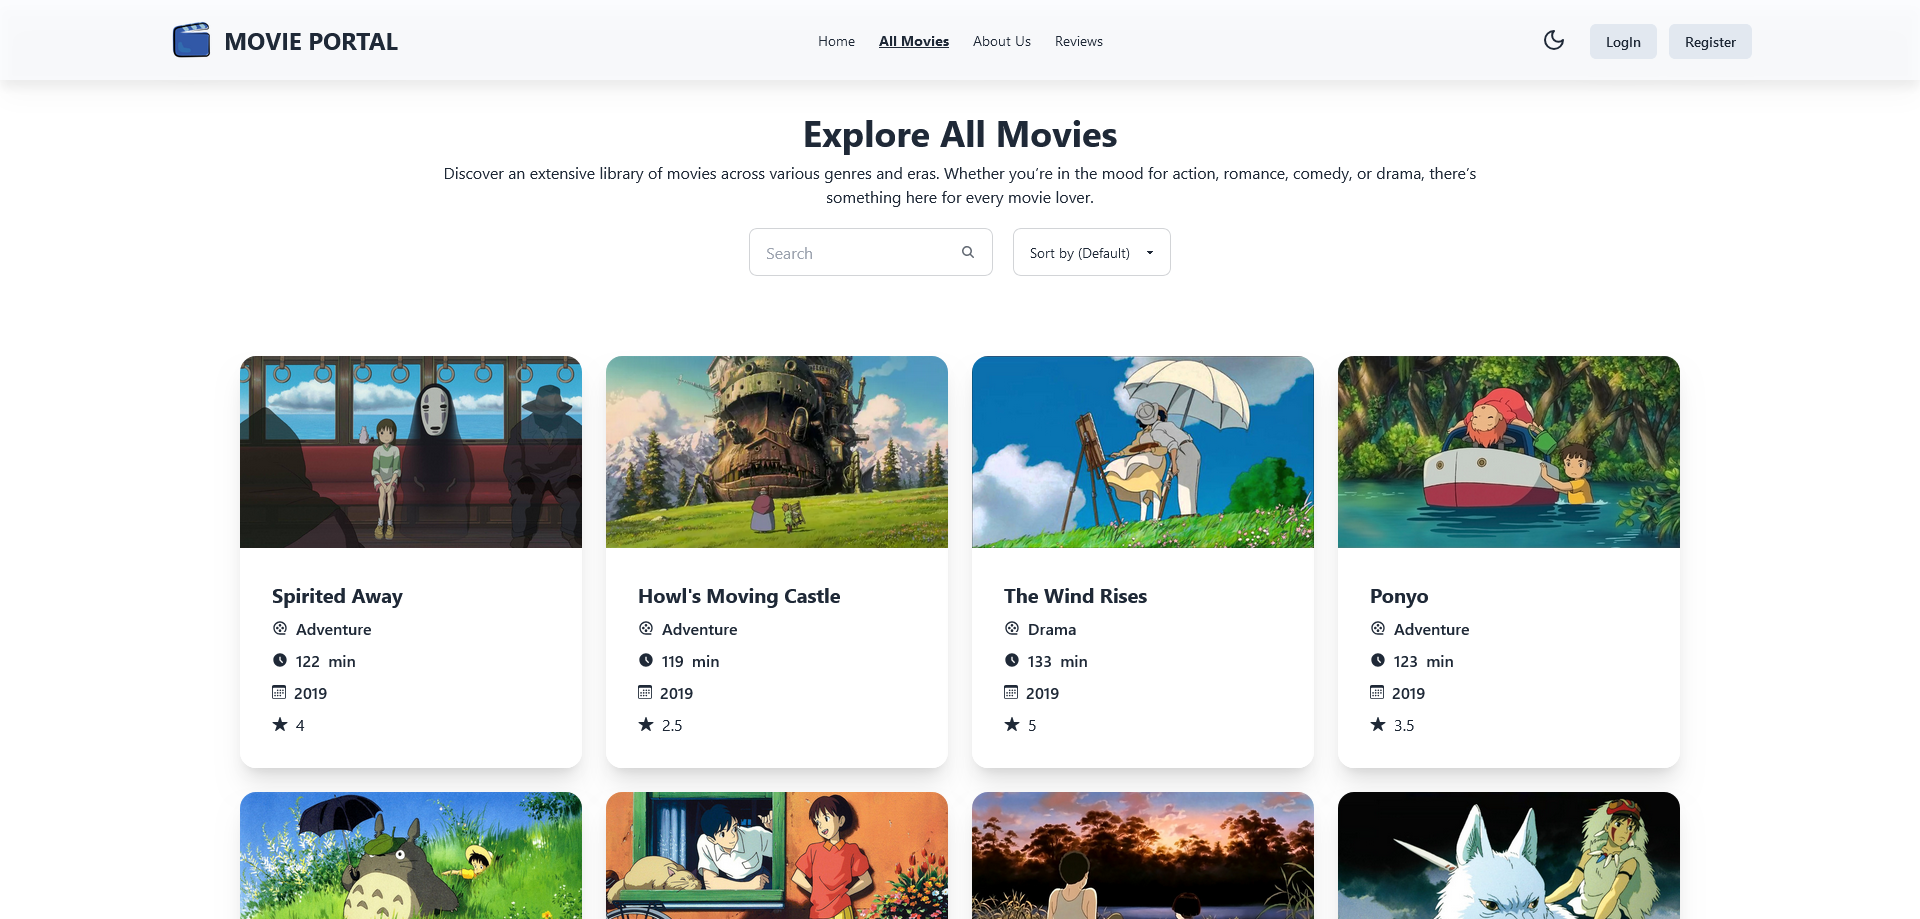 MOVIE PORTAL
Home
All Movies
About Us
Reviews
LogIn
Register
Explore All Movies
Discover an extensive library of movies across various genres and eras. Whether you’re in the mood for action, romance, comedy, or drama, there’s
something here for every movie lover.
Search
Sort by (Default)
Spirited Away
Adventure
122 min
2019
4
Howl's Moving Castle
Adventure
119 min
2019
2.5
The Wind Rises
Drama
133 min
2019
5
Ponyo
Adventure
123 min
2019
3.5